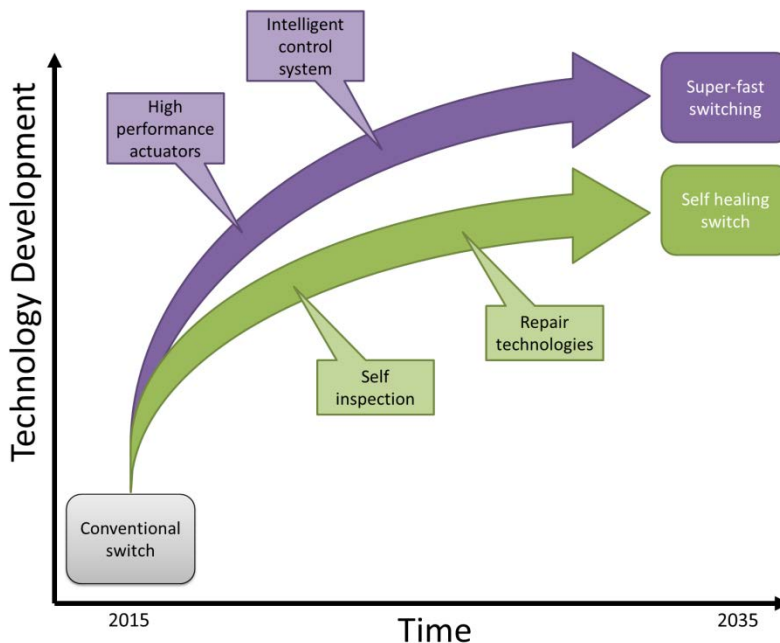 Intelligent
control
system
Super-fast
switching
High
performance
actuators
Self healing
switch
Technology Development
Repair
technologies
Self
inspection
Conventional
switch
2015
Time
2035